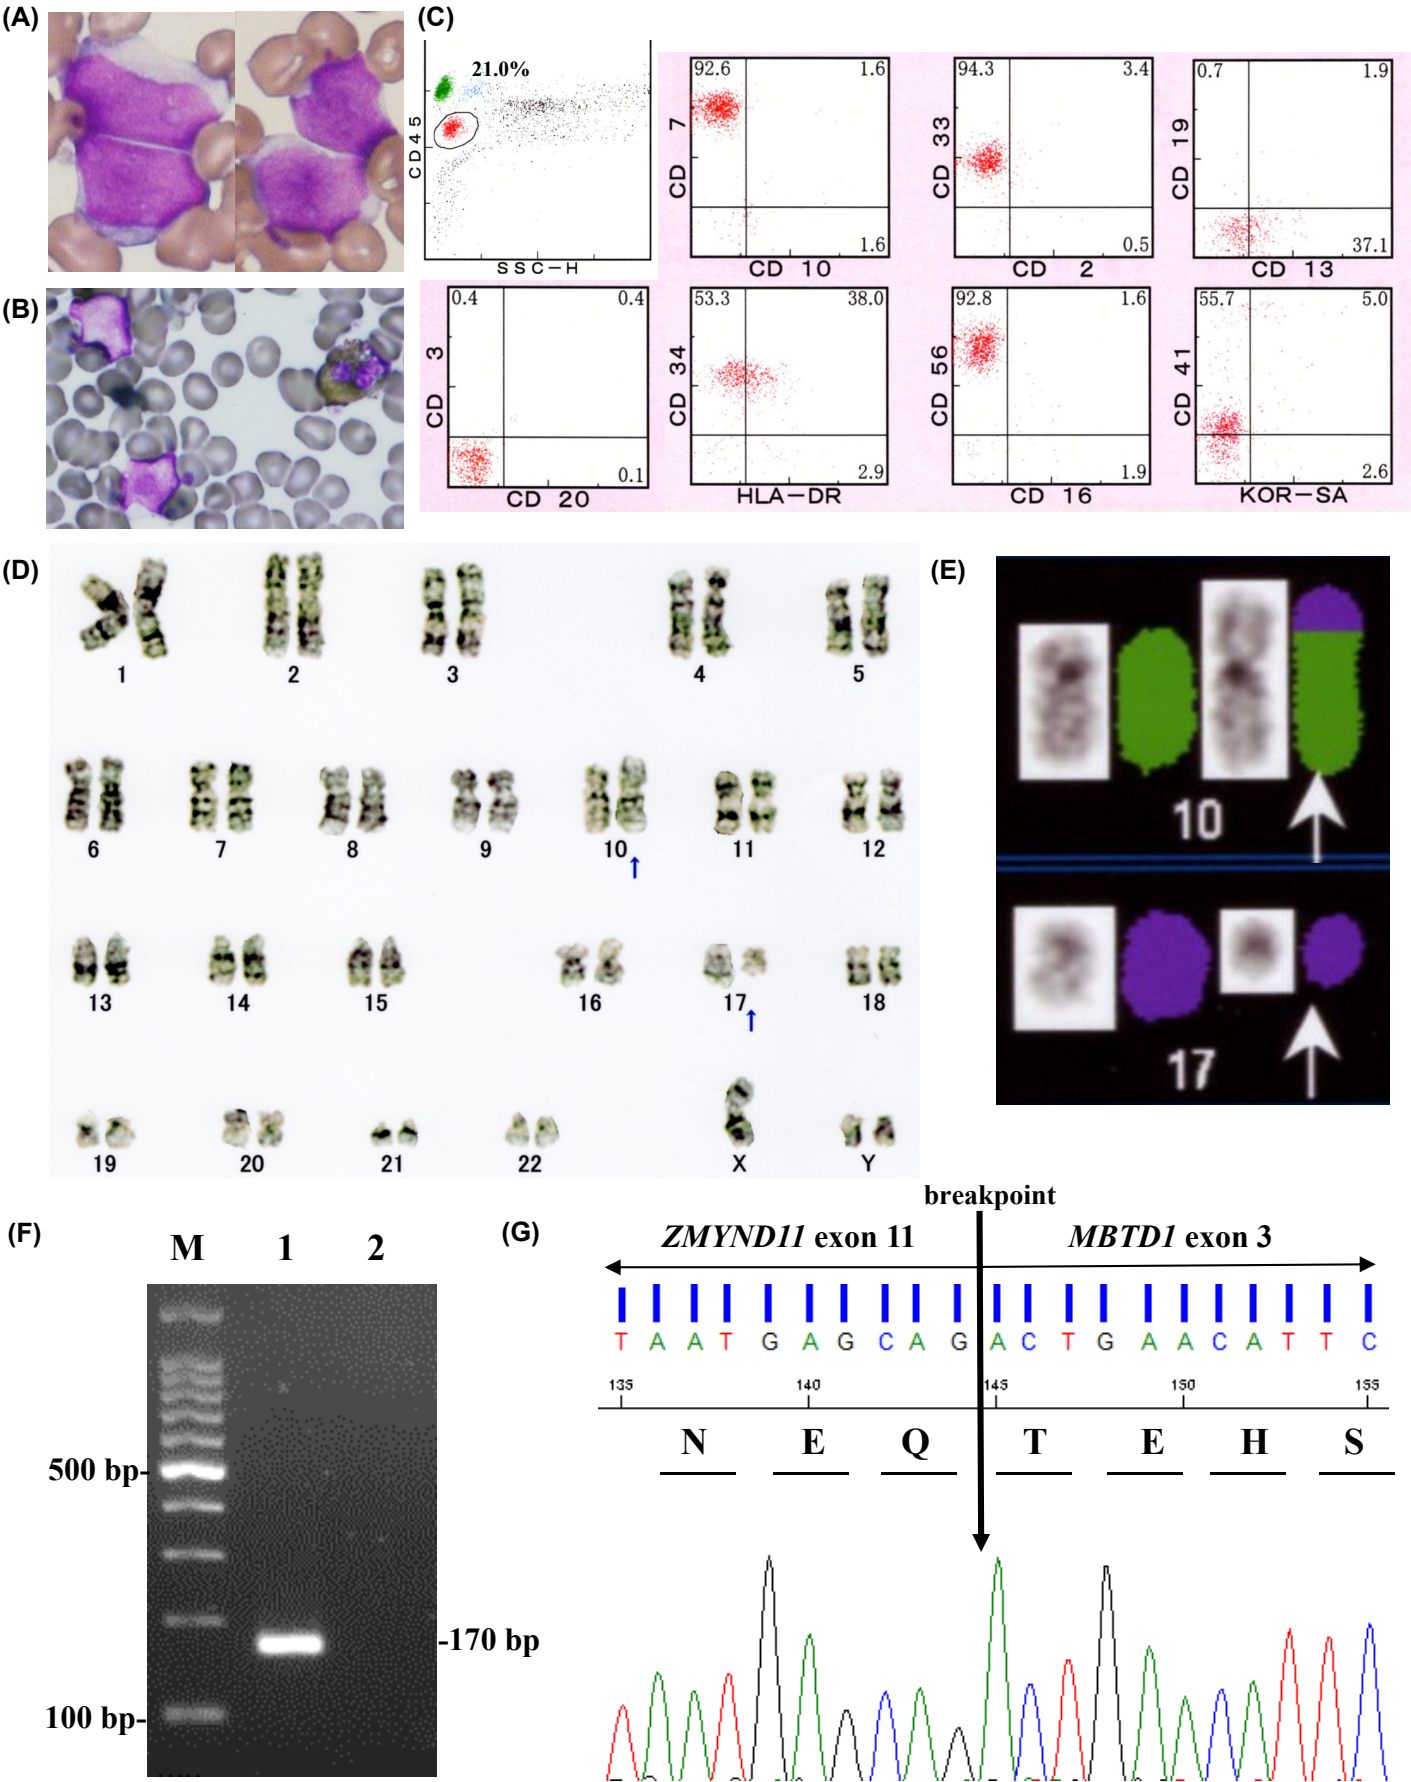 (A)
(B)
(C)
21.0%
CD45
SSC-H
92.6 1.6
CD 7
1.6
CD 10
94.3 3.4
CD 33
0.5
CD 2
0.7 1.9
CD 19
37.1
CD 13
0.4 0.4
CD 3
0.1
CD 20
53.3 38.0
CD 34
2.9
HLA-DR
92.8 1.6
CD 56
1.9
CD 16
55.7 5.0
CD 41
2.6
KOR-SA
(D)
1 2 3 4 5
6 7 8 9 10 11 12
13 14 15 16 17 18
19 20 21 22 X Y
(E)
10
17
(F)
M 1 2
500 bp-
-170 bp
100 bp-
(G)
breakpoint
ZMYND11 exon 11 MBTD1 exon 3
T A A T G A G C A G A C T G A A C A T T C
135 140 145 150 155
N E Q T E H S